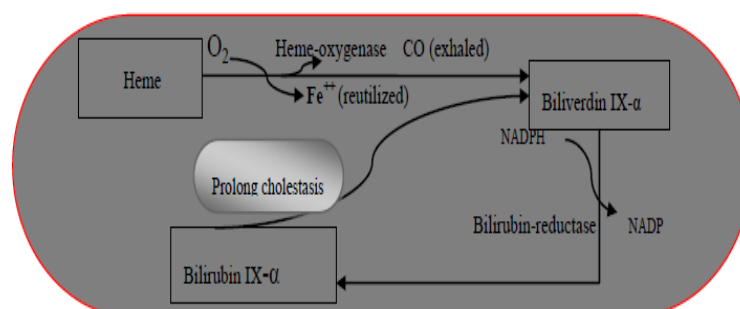 O₂
Heme-oxygenase CO (exhaled)
Heme
Fe⁺⁺ (reutilized)
Biliverdin IX-α
NADPH
Prolong cholestasis
Bilirubin-reductase
NADP
Bilirubin IX-α